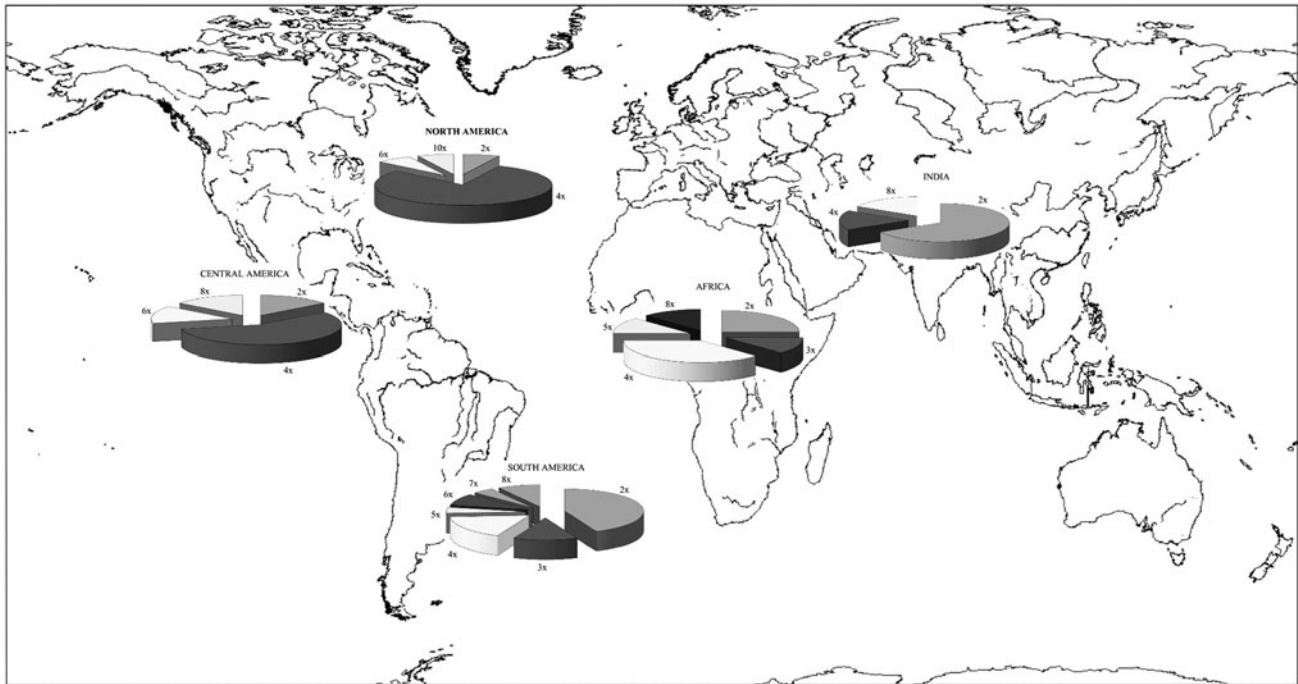 NORTH AMERICA
6x
10x
2x
4x
INDIA
8x
2x
4x
CENTRAL AMERICA
8x
2x
6x
4x
AFRICA
8x
2x
5x
3x
4x
SOUTH AMERICA
8x
7x
2x
6x
5x
4x
3x